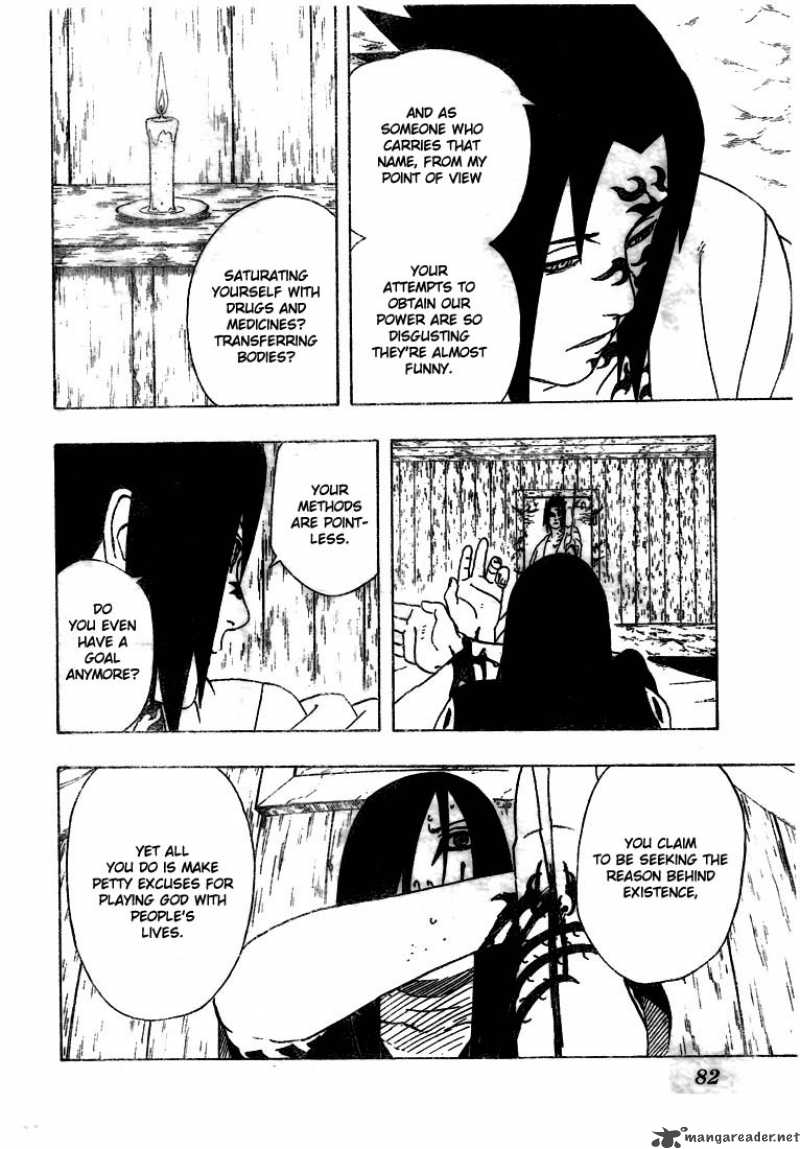 AND AS
SOMEONE WHO
CARRIES THAT
NAME, FROM MY
POINT OF VIEW
YOUR
ATTEMPTS TO
OBTAIN OUR
POWER ARE SO
DISGUSTING
THEY'RE ALMOST
FUNNY.
SATURATING
YOURSELF WITH
DRUGS AND
MEDICINES?
TRANSFERRING
BODIES?
YOUR
METHODS
ARE POINT-
LESS.
DO
YOU EVEN
HAVE A
GOAL
ANYMORE?
YOU CLAIM
TO BE SEEKING THE
REASON BEHIND
EXISTENCE,
YET ALL
YOU DO IS MAKE
PETTY EXCUSES FOR
PLAYING GOD WITH
PEOPLE'S
LIVES.
82
mangareader.net